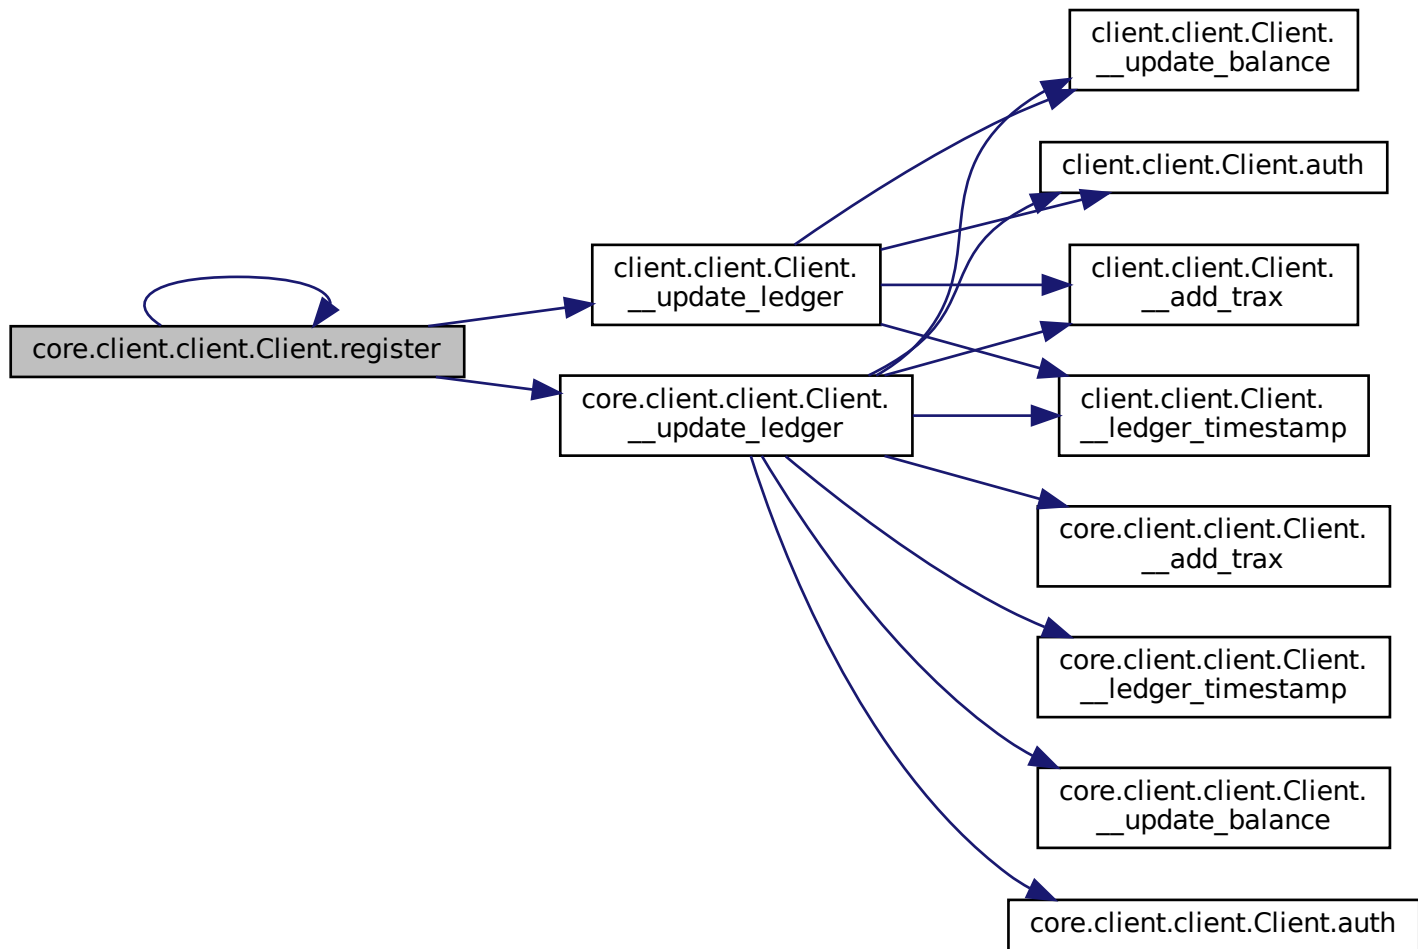 core.client.client.Client.register
client.client.Client.
__update_ledger
core.client.client.Client.
__update_ledger
client.client.Client.
__update_balance
client.client.Client.auth
client.client.Client.
__add_trax
client.client.Client.
__ledger_timestamp
core.client.client.Client.
__add_trax
core.client.client.Client.
__ledger_timestamp
core.client.client.Client.
__update_balance
core.client.client.Client.auth